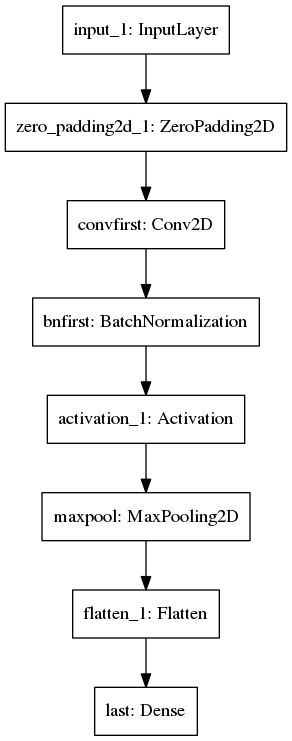 input_1: InputLayer
zero_padding2d_1: ZeroPadding2D
convfirst: Conv2D
bnfirst: BatchNormalization
activation_1: Activation
maxpool: MaxPooling2D
flatten_1: Flatten
last: Dense